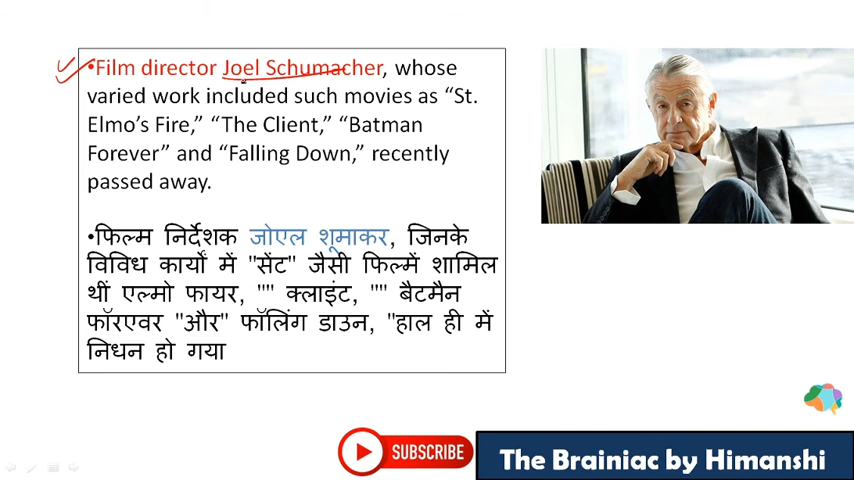 •Film director Joel Schumacher, whose
varied work included such movies as “St.
Elmo’s Fire,” “The Client,” “Batman
Forever” and “Falling Down,” recently
passed away.
•फिल्म निर्देशक जोएल शूमाकर, जिनके
विविध कार्यों में "सेंट" जैसी फिल्में शामिल
थीं एल्मो फायर, "" क्लाइंट, "" बैटमैन
फॉरएवर "और" फॉलिंग डाउन, "हाल ही में
निधन हो गया
SUBSCRIBE
The Brainiac by Himanshi